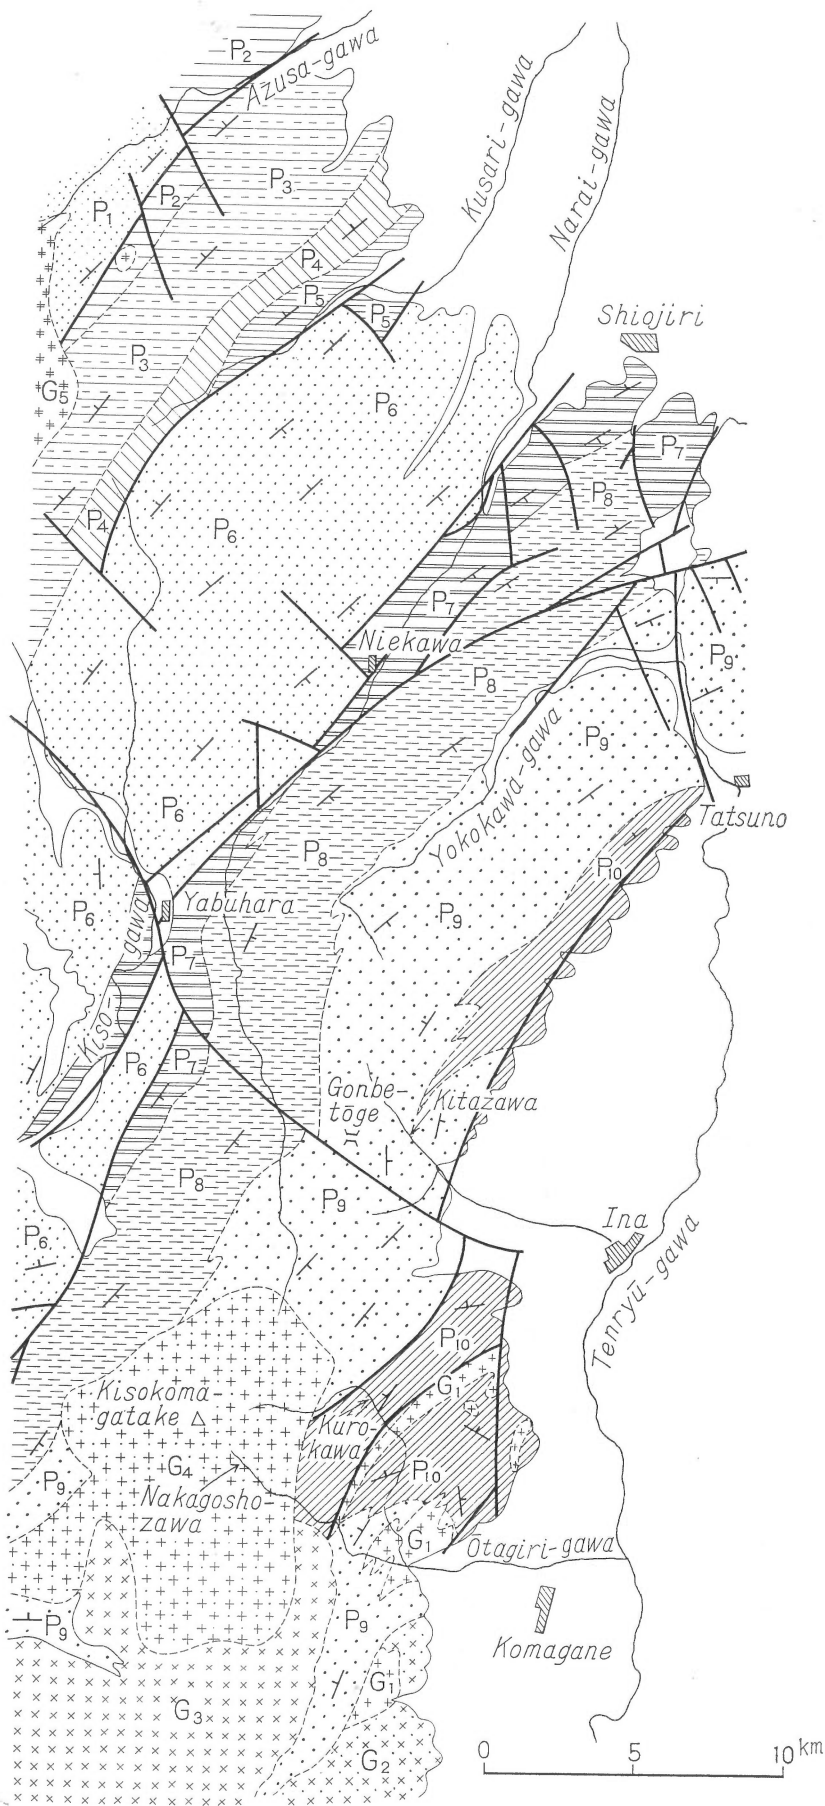 P2
Azusa-gawa
Kusari-gawa
Narai-gawa
P3
P1
P2
P4
P5
P5
Shiojiri
P3
G5
P6
P7
P8
P4
P6
P7
Niekawa
P8
P9
P9
P6
Yokokawa-gawa
Tatsuno
P8
P10
P6
Yabuhara
P9
Kiso-
gawa
P7
P6
P7
Gonbe-
tōge
Kitazawa
P8
P9
P6
Ina
Tenryū-gawa
P10
G1
Kisokoma-
gatake △
Kuro-
kawa
G4
P10
P9
Nakagosho-
zawa
G1
Ōtagiri-gawa
P9
P9
Komagane
G1
G3
G2
0 5 10 km